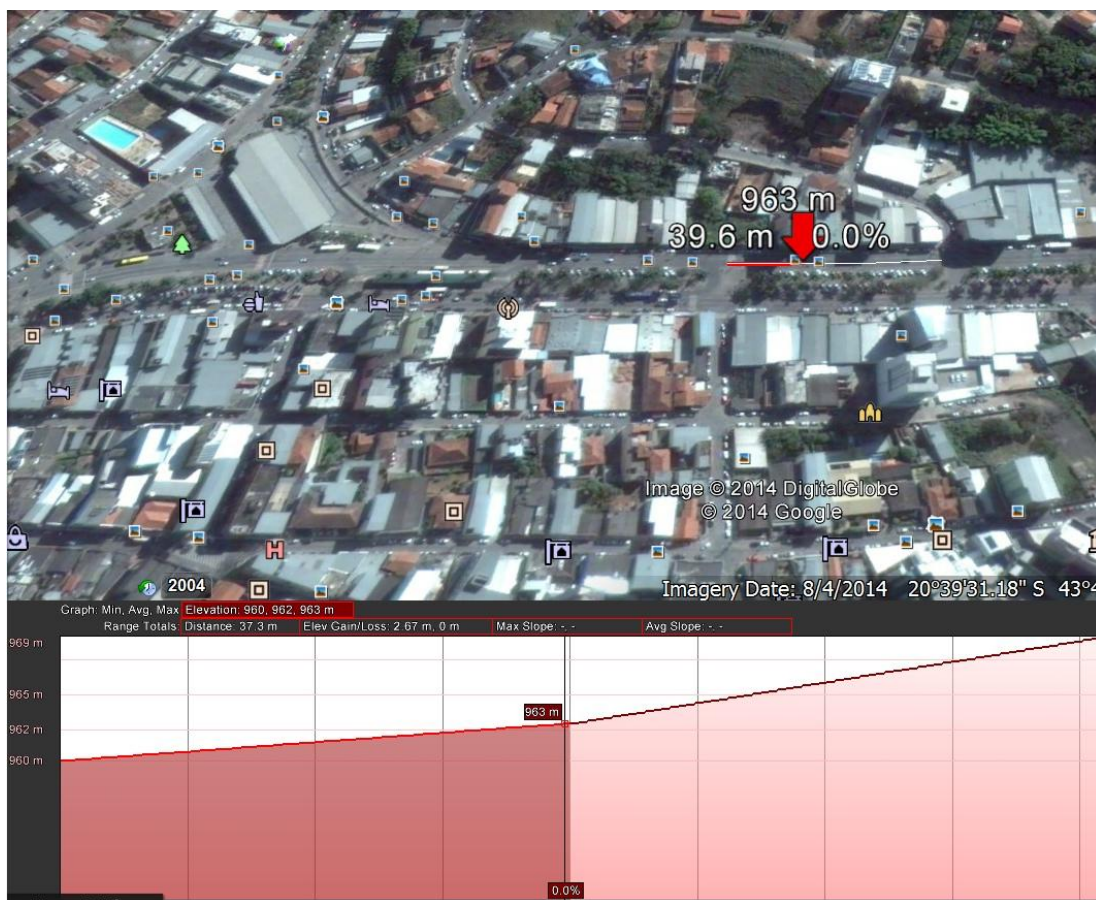 963 m
39.6 m 0.0%
Image © 2014 DigitalGlobe
© 2014 Google
H
2004
Imagery Date: 8/4/2014 20°39'31.18" S 43°4
Graph: Min, Avg, Max Elevation: 960, 962, 963 m
Range Totals: Distance: 37.3 m Elev Gain/Loss: 2.67 m, 0 m Max Slope: -, - Avg Slope: -, -
969 m
965 m
963 m
962 m
960 m
0.0%